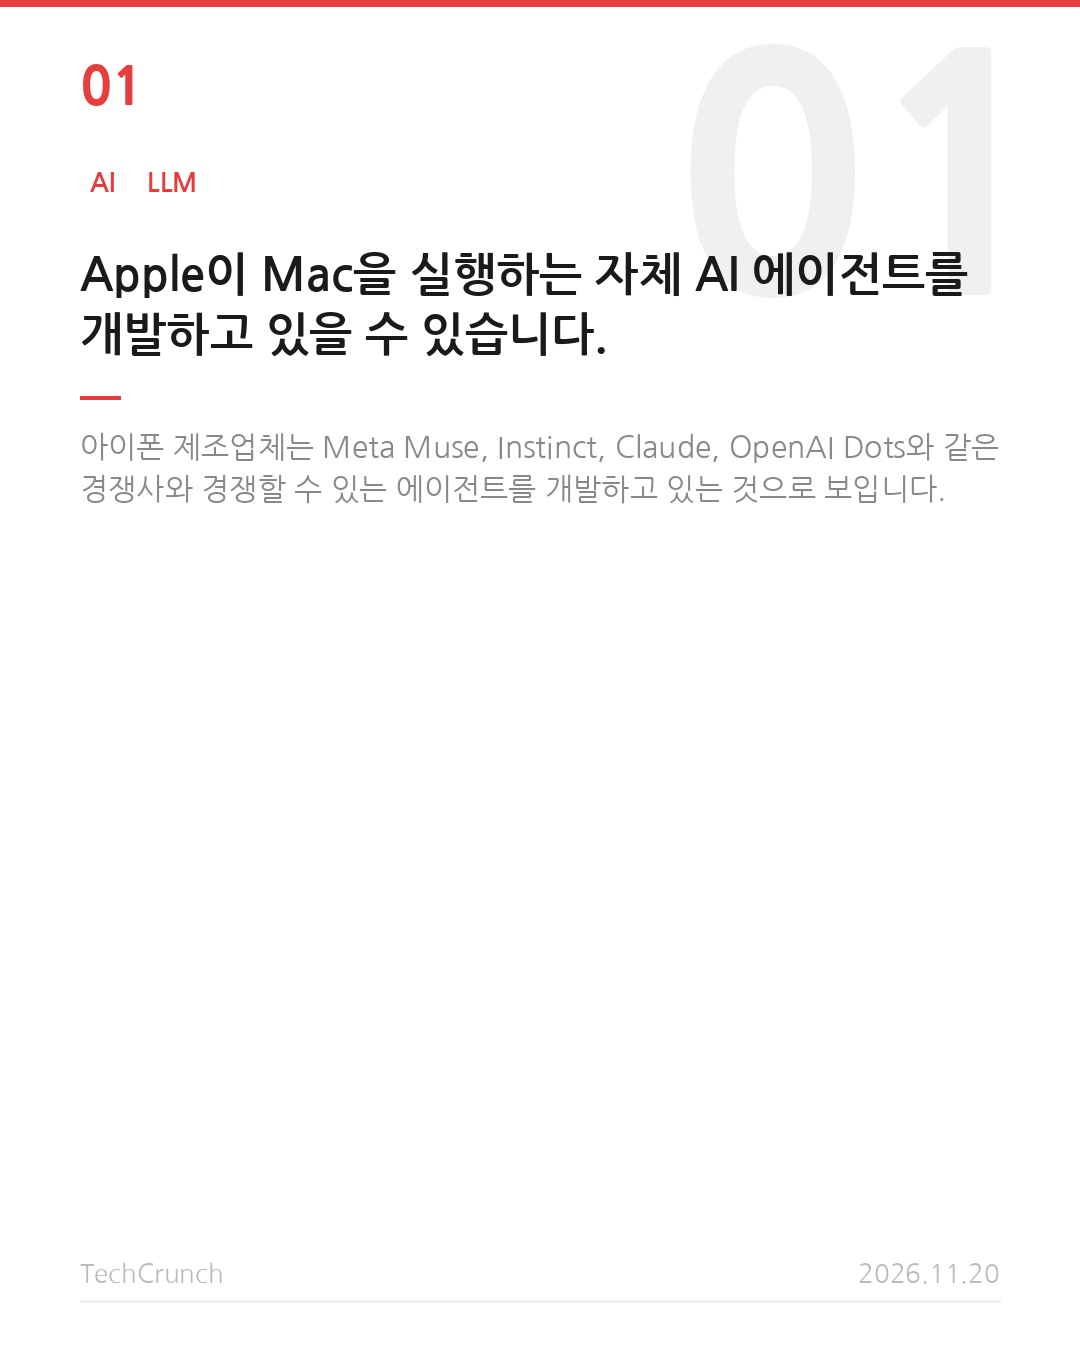 01
01
AI LLM
Apple이 Mac을 실행하는 자체 AI 에이전트를
개발하고 있을 수 있습니다.
아이폰 제조업체는 Meta Muse, Instinct, Claude, OpenAI Dots와 같은
경쟁사와 경쟁할 수 있는 에이전트를 개발하고 있는 것으로 보입니다.
TechCrunch
2026.11.20